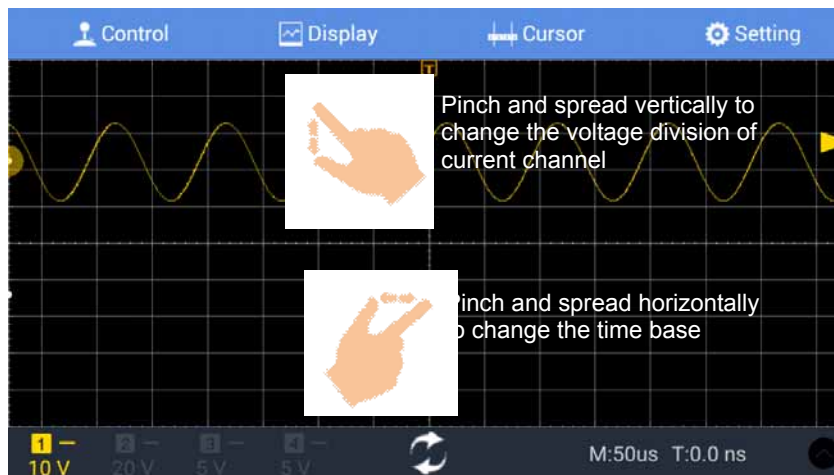 Control Display Cursor Setting
T
Pinch and spread vertically to
change the voltage division of
current channel
Pinch and spread horizontally
to change the time base
1 2 3 4
10 V 20 V 5 V 5 V M:50us T:0.0 ns